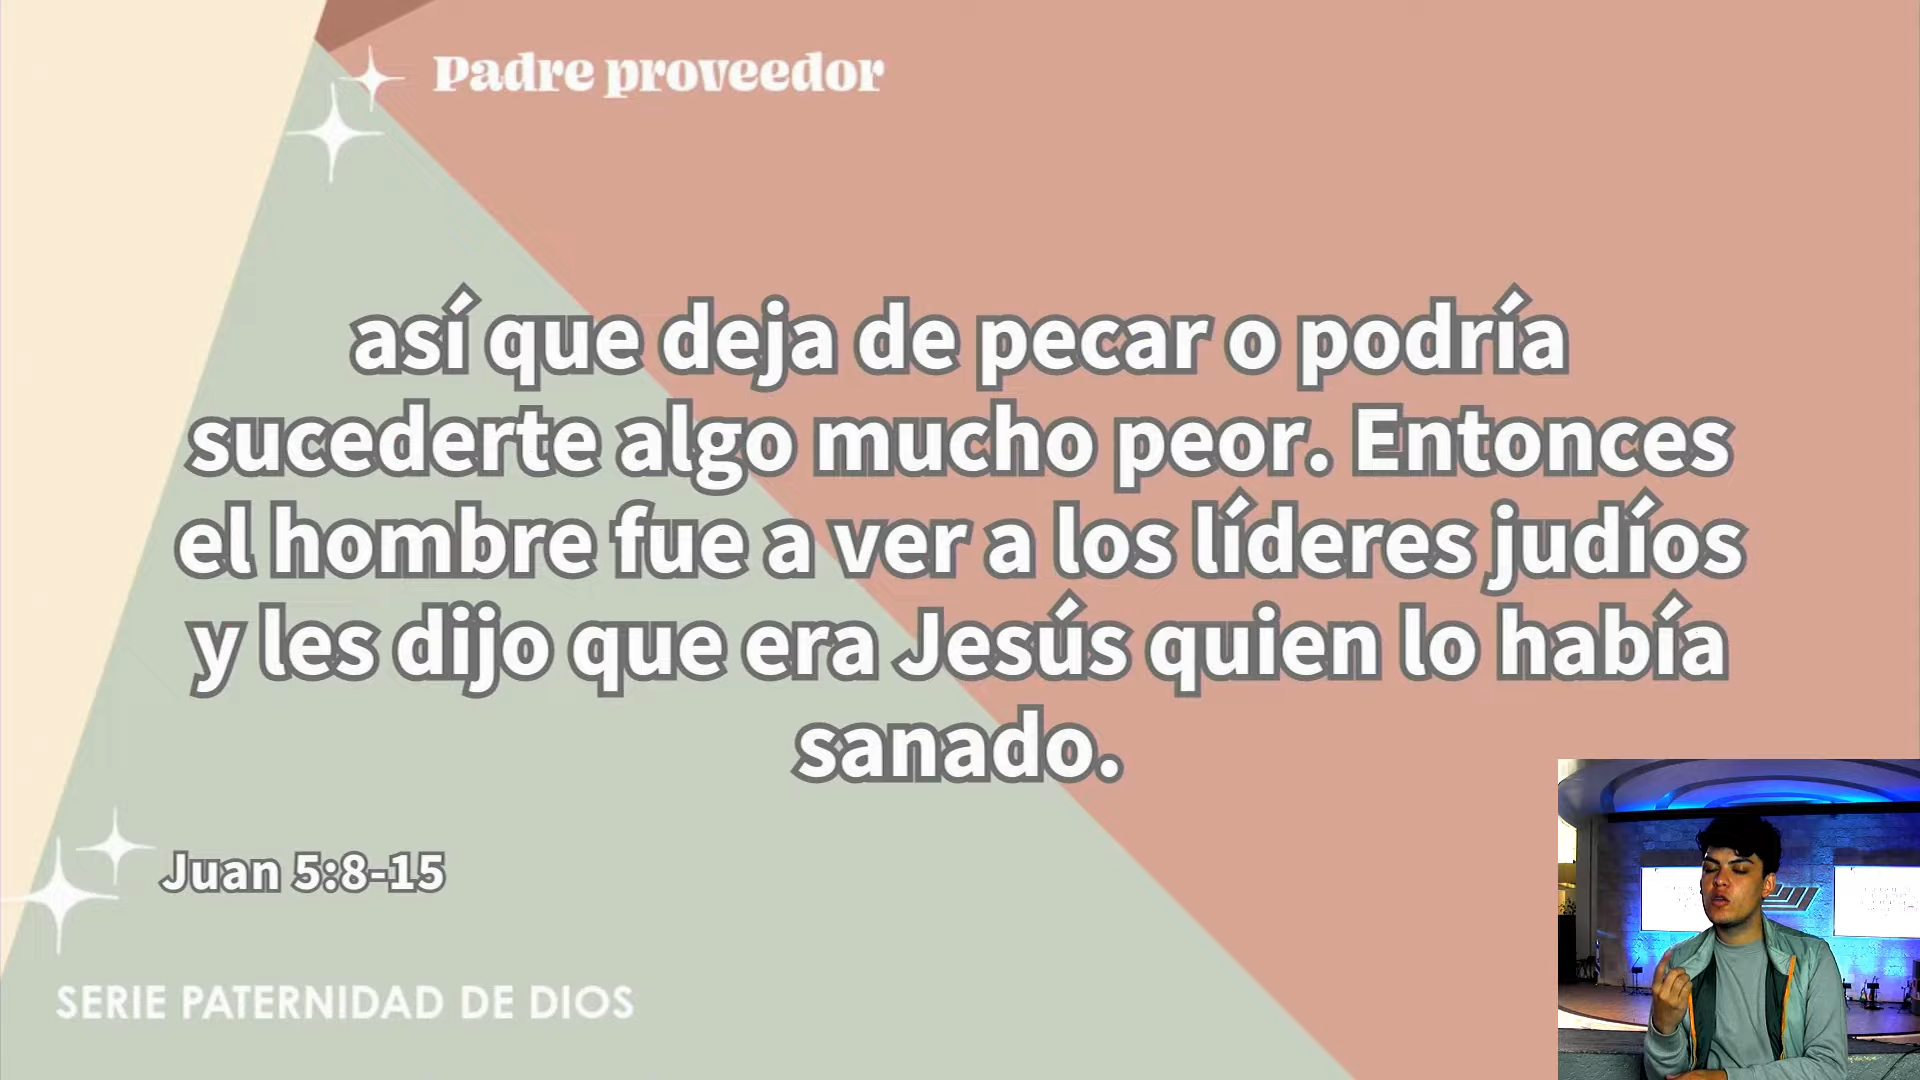 Padre proveedor
así que deja de pecar o podría
sucederte algo mucho peor. Entonces
el hombre fue a ver a los líderes judíos
y les dijo que era Jesús quien lo había
sanado.
Juan 5:8-15
SERIE PATERNIDAD DE DIOS